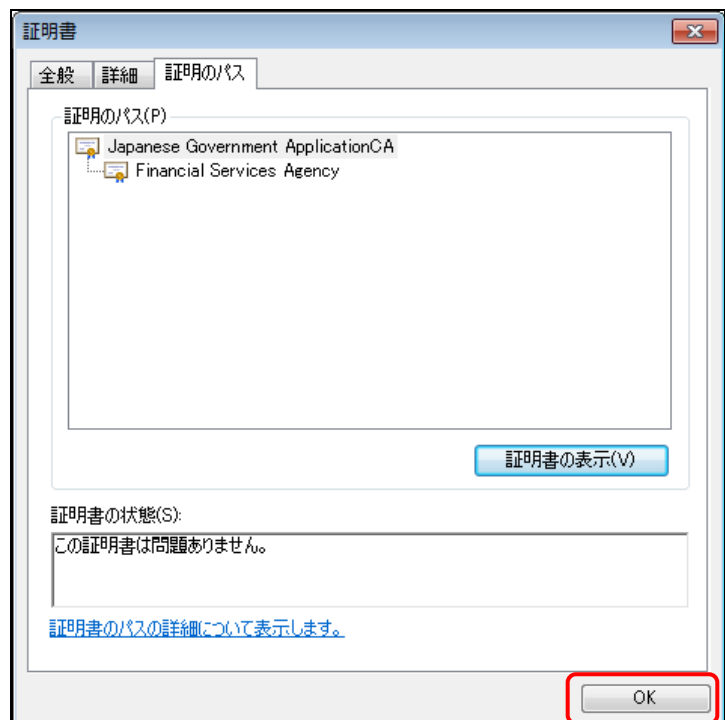 証明書
全般 詳細 証明のパス
証明のパス(P)
Japanese Government ApplicationCA
Financial Services Agency
証明書の表示(V)
証明書の状態(S):
この証明書は問題ありません。
証明書のパスの詳細について表示します。
OK